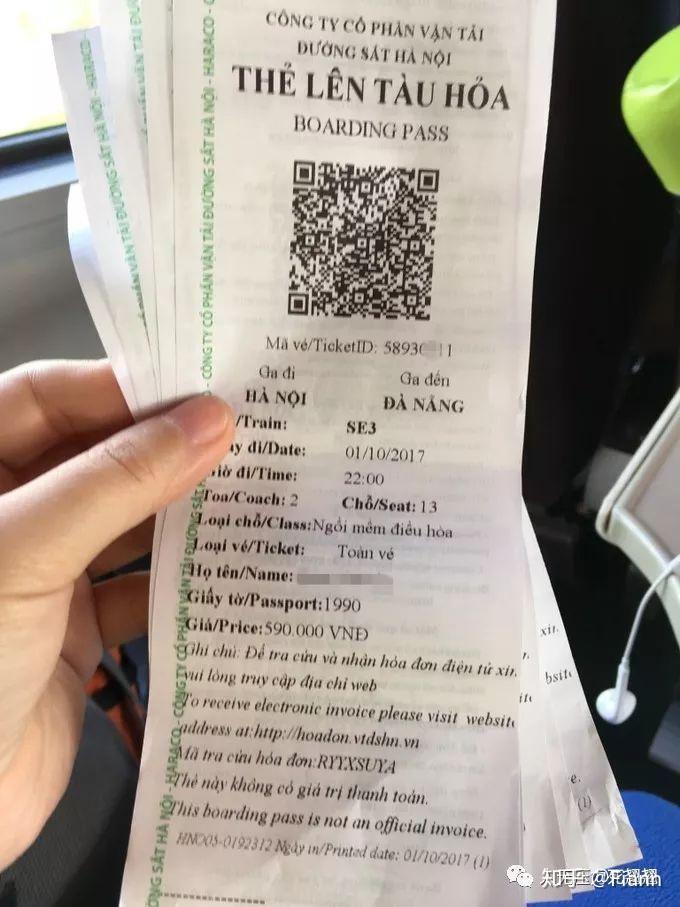 CÔNG TY CỔ PHẦN VẬN TẢI
ĐƯỜNG SẮT HÀ NỘI
THẺ LÊN TÀU HỎA
BOARDING PASS
Mã vé/TicketID: 5893 11
Ga đi Ga đến
HÀ NỘI ĐÀ NẴNG
/Train: SE3
ày đi/Date: 01/10/2017
iờ đi/Time: 22:00
Toa/Coach: 2 Chỗ/Seat: 13
Loại chỗ/Class:Ngồi mềm điều hòa
Loại vé/Ticket: Toàn vé
Họ tên/Name:
Giấy tờ/Passport:1990
Giá/Price:590.000 VNĐ
Ghi chú: Để tra cứu và nhận hóa đơn điện tử xin
vui lòng truy cập địa chỉ web
To receive electronic invoice please visit website
address at:http://hoadon.vtdshn.vn
Mã tra cứu hóa đơn:RYYXSUYA
Thẻ này không có giá trị thanh toán.
This boarding pass is not an official invoice.
HNO05-0192312 Ngày in/Printed date: 01/10/2017 (1)
CÔNG TY CỔ PHẦN VẬN TẢI ĐƯỜNG SẮT HÀ NỘI - HARACO
xin.
website
e.
(1)
知乎 @Frank